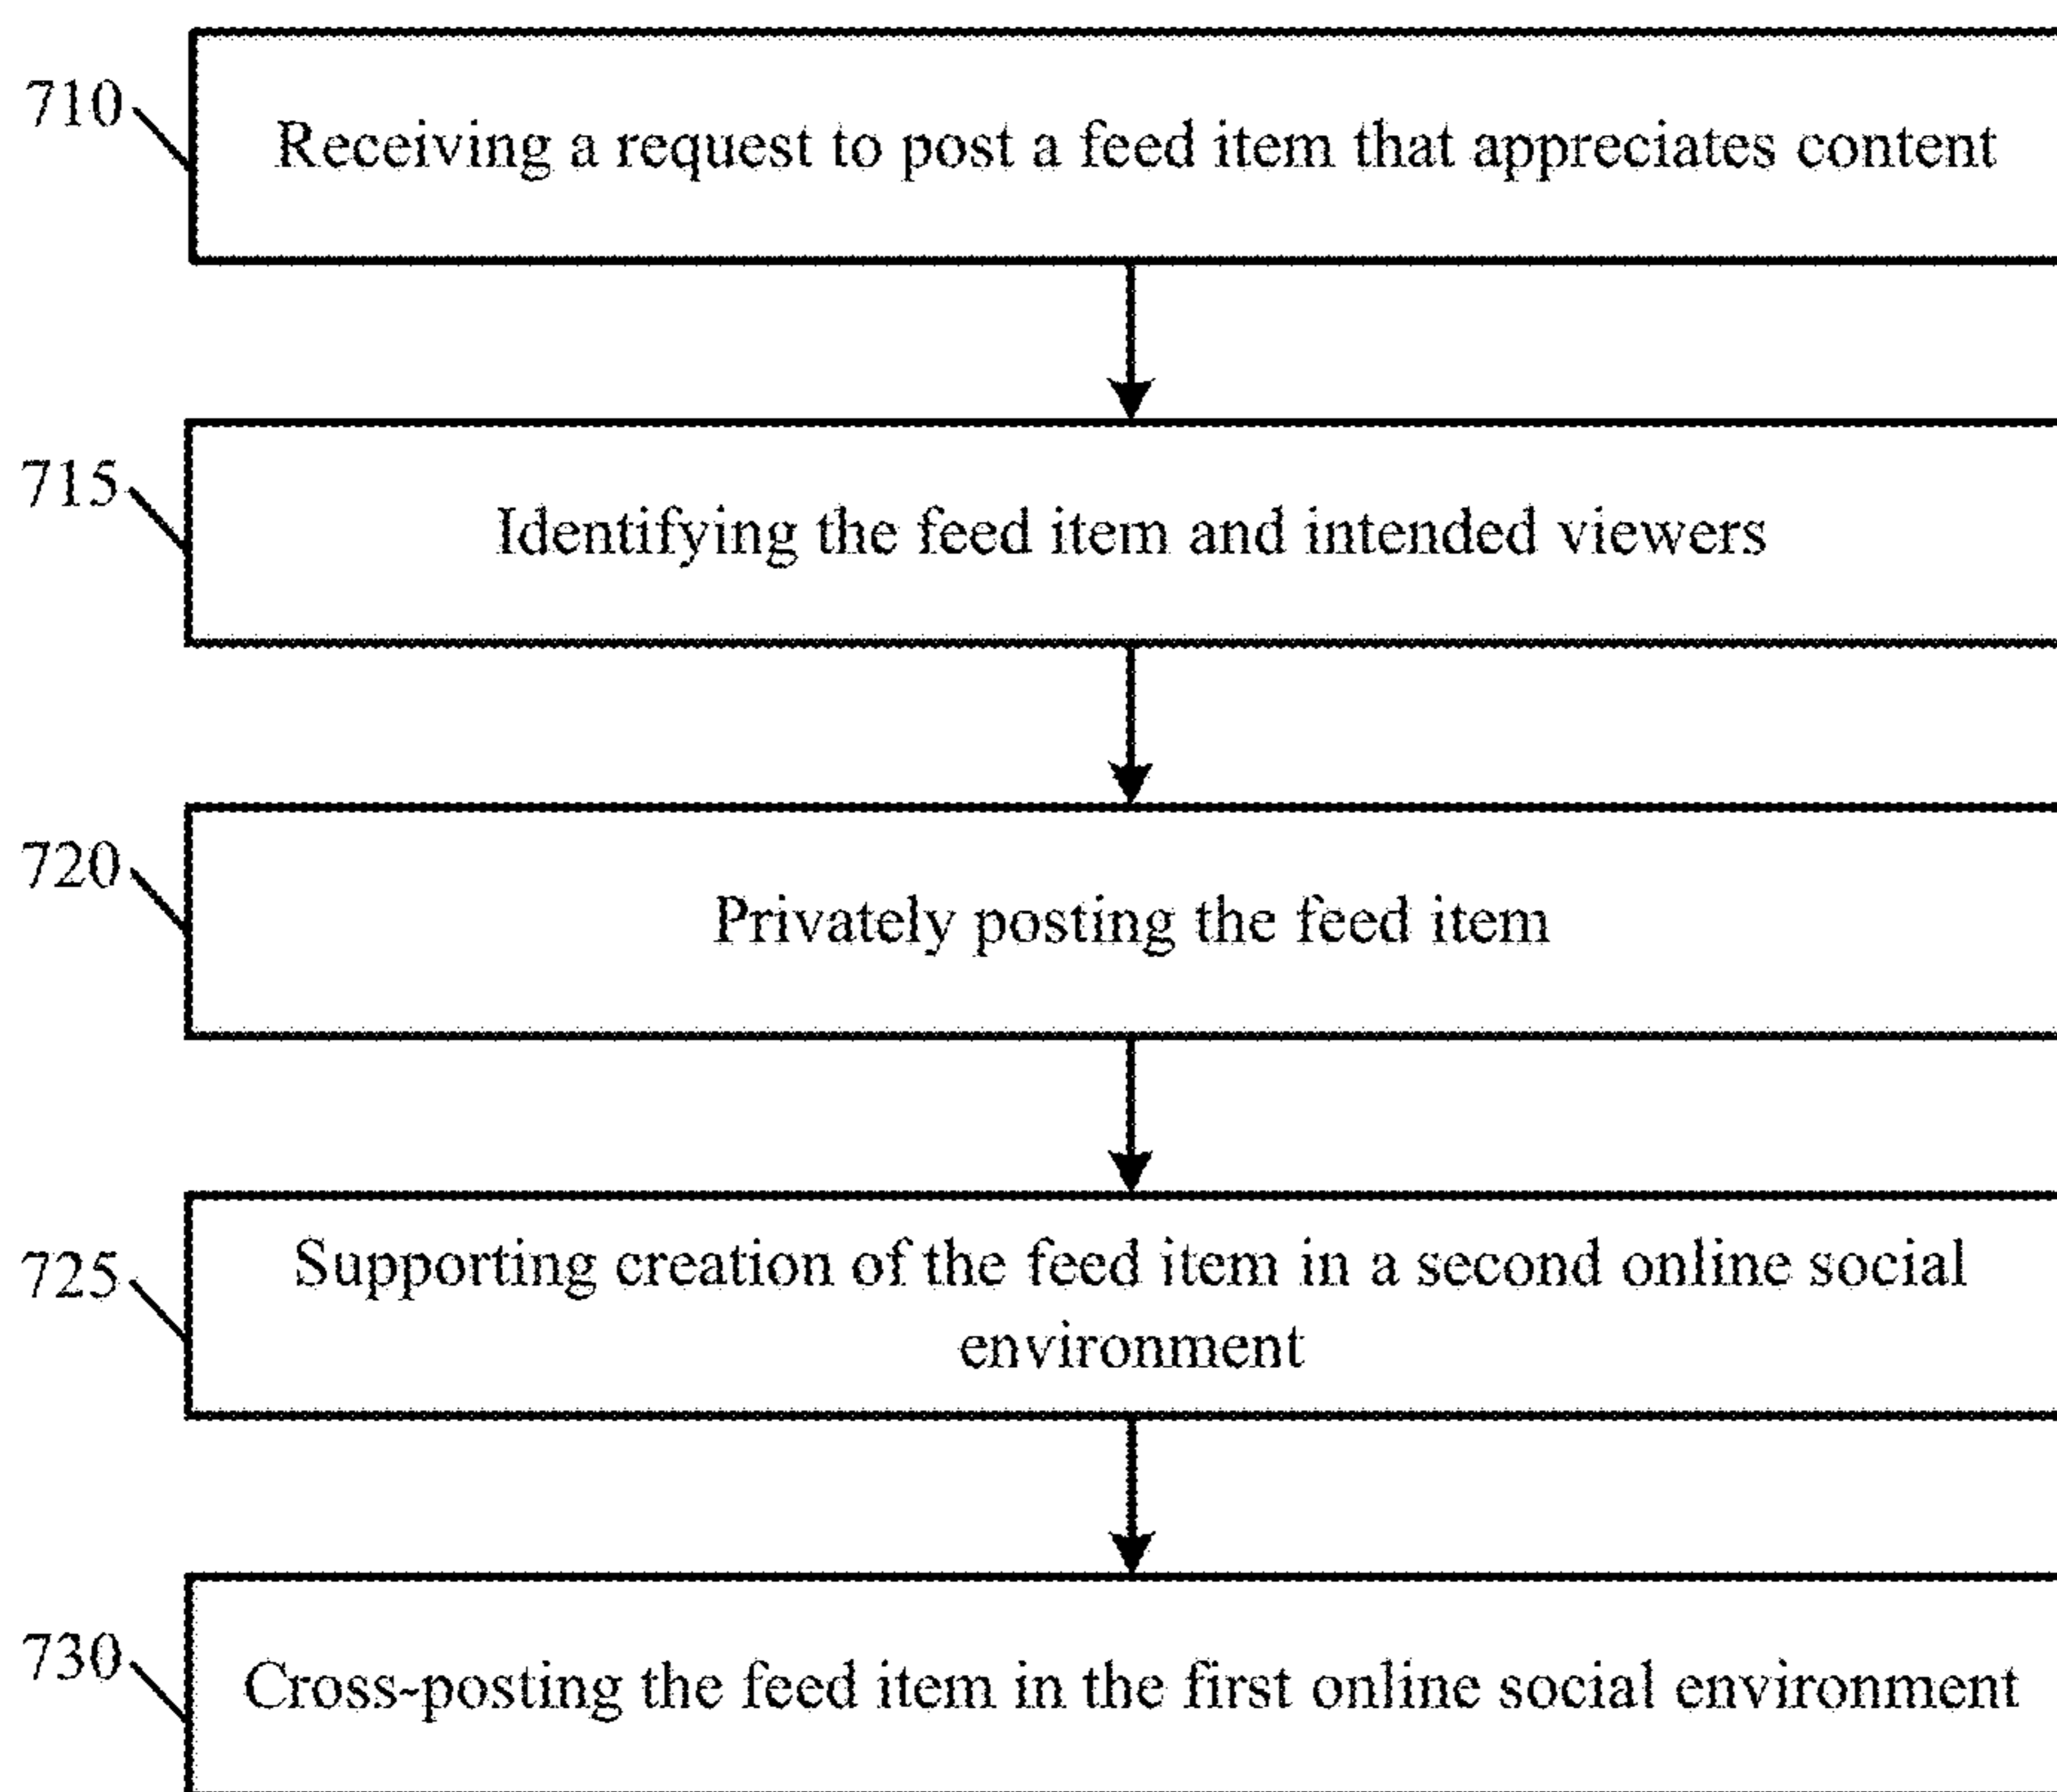 710
Receiving a request to post a feed item that appreciates content
715
Identifying the feed item and intended viewers
720
Privately posting the feed item
725
Supporting creation of the feed item in a second online social
environment
730
Cross-posting the feed item in the first online social environment